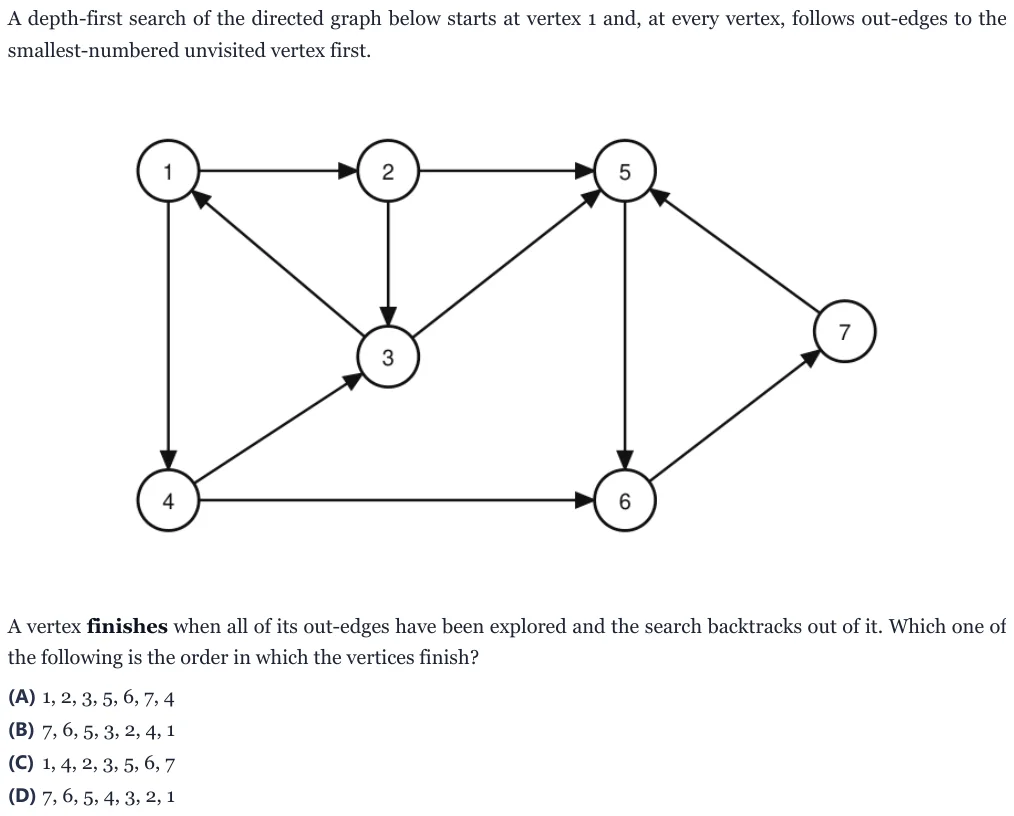 A depth-first search of the directed graph below starts at vertex 1 and, at every vertex, follows out-edges to the
smallest-numbered unvisited vertex first.
1
2
5
7
3
4
6
A vertex finishes when all of its out-edges have been explored and the search backtracks out of it. Which one of
the following is the order in which the vertices finish?
(A) 1, 2, 3, 5, 6, 7, 4
(B) 7, 6, 5, 3, 2, 4, 1
(C) 1, 4, 2, 3, 5, 6, 7
(D) 7, 6, 5, 4, 3, 2, 1